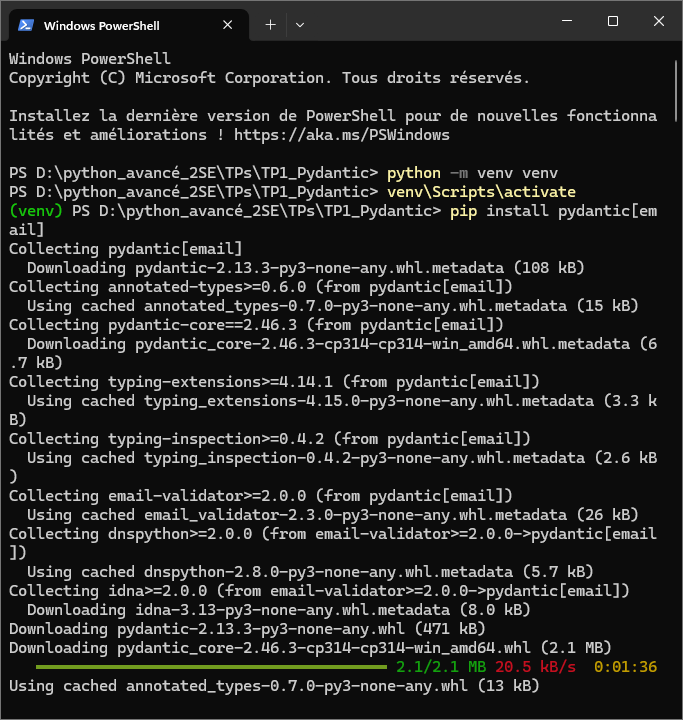 Windows PowerShell
Windows PowerShell
Copyright (C) Microsoft Corporation. Tous droits réservés.
Installez la dernière version de PowerShell pour de nouvelles fonctionna
lités et améliorations ! https://aka.ms/PSWindows
PS D:\python_avancé_2SE\TPs\TP1_Pydantic> python -m venv venv
PS D:\python_avancé_2SE\TPs\TP1_Pydantic> venv\Scripts\activate
(venv) PS D:\python_avancé_2SE\TPs\TP1_Pydantic> pip install pydantic[em
ail]
Collecting pydantic[email]
  Downloading pydantic-2.13.3-py3-none-any.whl.metadata (108 kB)
Collecting annotated-types>=0.6.0 (from pydantic[email])
  Using cached annotated_types-0.7.0-py3-none-any.whl.metadata (15 kB)
Collecting pydantic-core==2.46.3 (from pydantic[email])
  Downloading pydantic_core-2.46.3-cp314-cp314-win_amd64.whl.metadata (6
.7 kB)
Collecting typing-extensions>=4.14.1 (from pydantic[email])
  Using cached typing_extensions-4.15.0-py3-none-any.whl.metadata (3.3 k
B)
Collecting typing-inspection>=0.4.2 (from pydantic[email])
  Using cached typing_inspection-0.4.2-py3-none-any.whl.metadata (2.6 kB
)
Collecting email-validator>=2.0.0 (from pydantic[email])
  Using cached email_validator-2.3.0-py3-none-any.whl.metadata (26 kB)
Collecting dnspython>=2.0.0 (from email-validator>=2.0.0->pydantic[email
])
  Using cached dnspython-2.8.0-py3-none-any.whl.metadata (5.7 kB)
Collecting idna>=2.0.0 (from email-validator>=2.0.0->pydantic[email])
  Downloading idna-3.13-py3-none-any.whl.metadata (8.0 kB)
Downloading pydantic-2.13.3-py3-none-any.whl (471 kB)
Downloading pydantic_core-2.46.3-cp314-cp314-win_amd64.whl (2.1 MB)
2.1/2.1 MB 20.5 kB/s  0:01:36
Using cached annotated_types-0.7.0-py3-none-any.whl (13 kB)